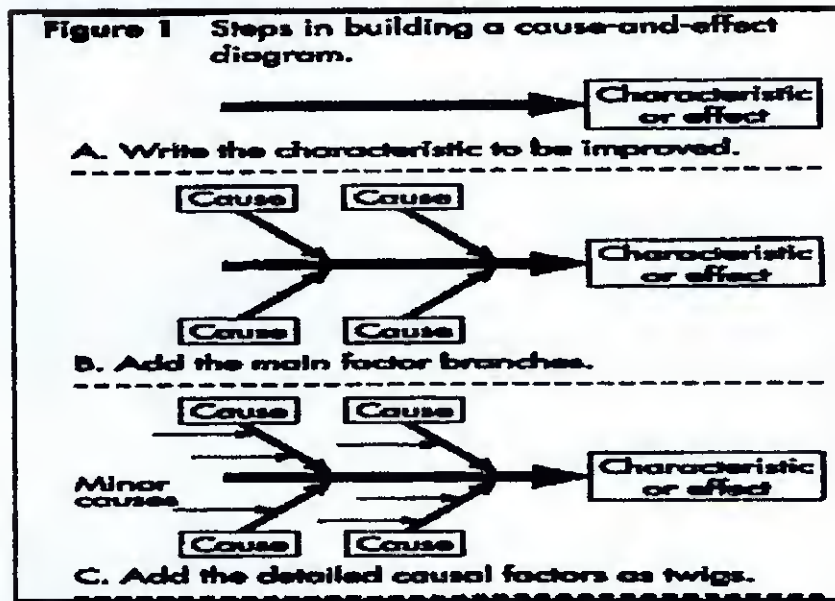 Figure 1 Steps in building a cause-and-effect
diagram.
Characteristic
or effect
A. Write the characteristic to be improved.
Cause Cause
Characteristic
or effect
Cause Cause
B. Add the main factor branches.
Cause Cause
Characteristic
or effect
Minor
causes
Cause Cause
C. Add the detailed causal factors as twigs.